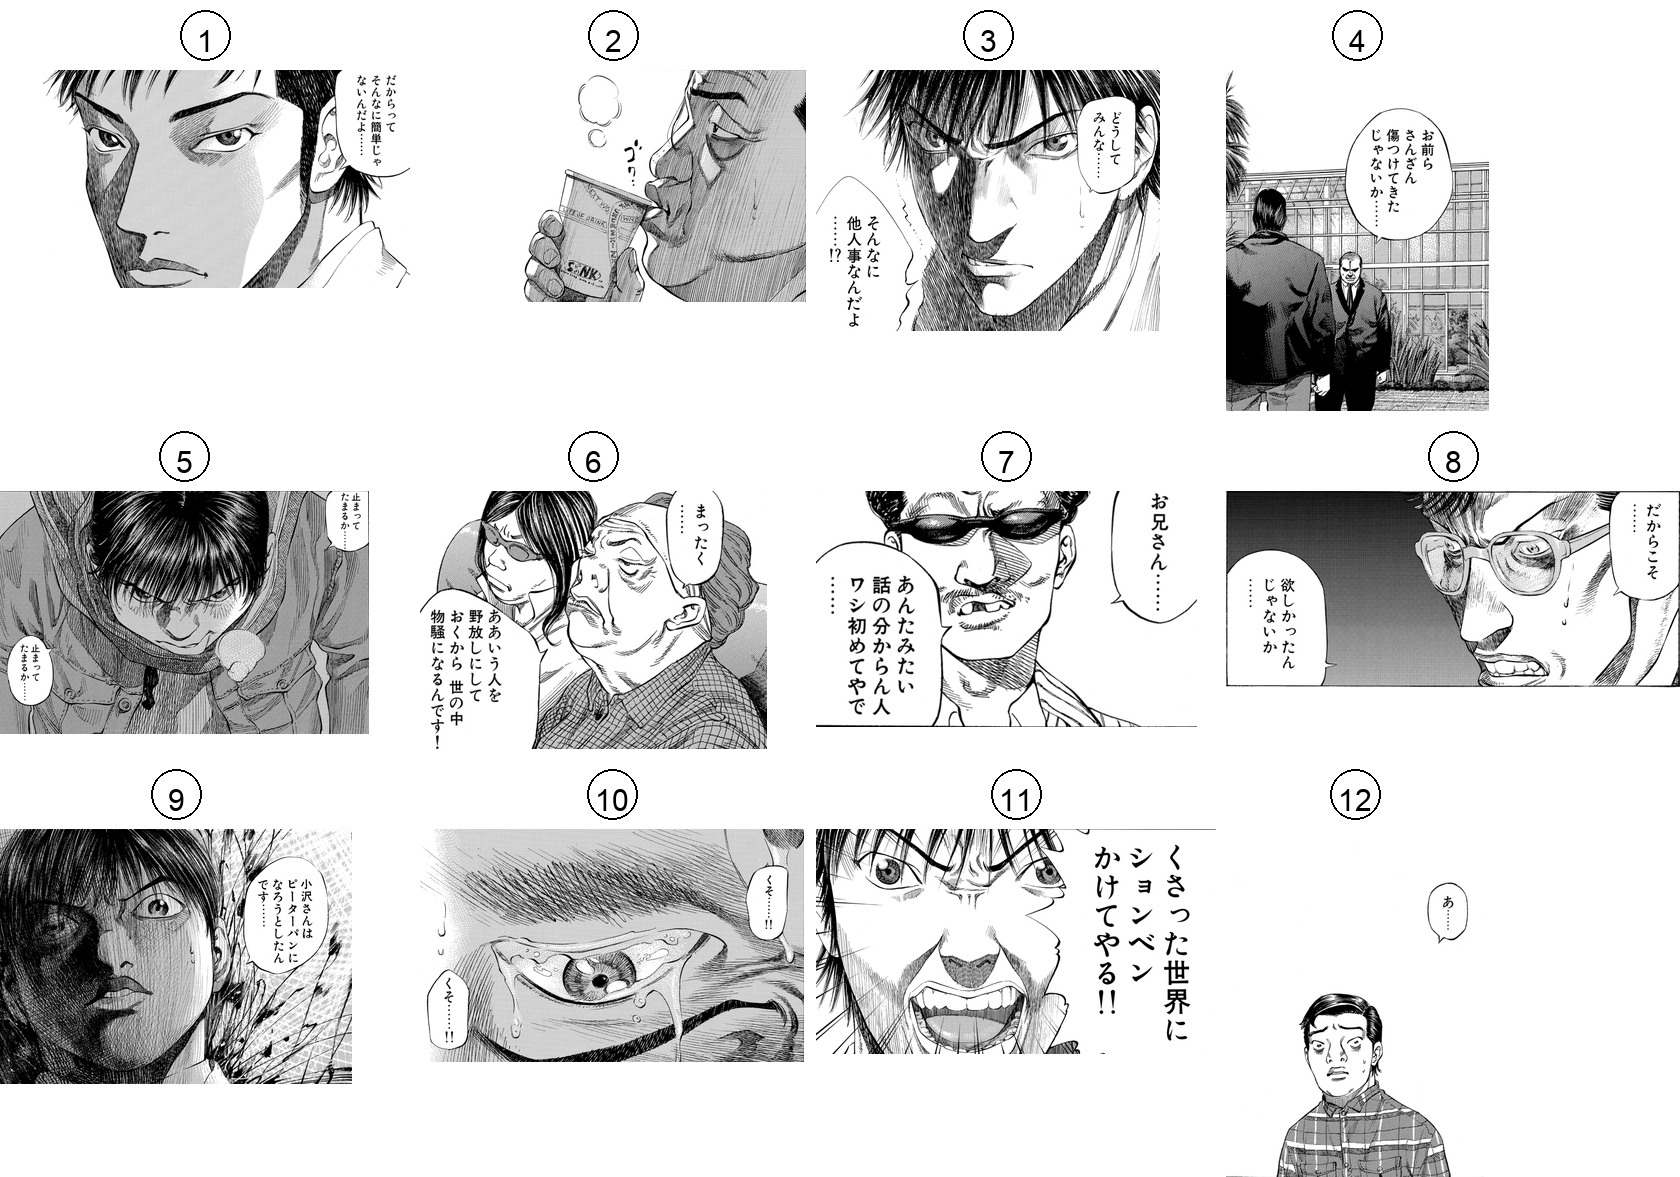 1
だからって
そんなに簡単じゃ
ないんだよ……
2
ゴク…
S NK
3
どうして
みんな……
そんなに
他人事なんだよ
……!?
4
お前ら
さんざん
傷つけてきた
じゃないか……
5
止まって
たまるか……
止まって
たまるか……
6
まったく
……
ああいう人を
野放しにして
おくから 世の中
物騒になるんです!
7
お兄さん……
あんたみたい
話の分からん人
ワシ初めてやで
……
8
だからこそ
……
欲しかったん
じゃないか
……
9
小沢さんは
ピーターパンに
なろうとしたん
です……
10
くそ……!!
くそ……!!
11
くさった世界に
ションベン
かけてやる!!
12
あ……